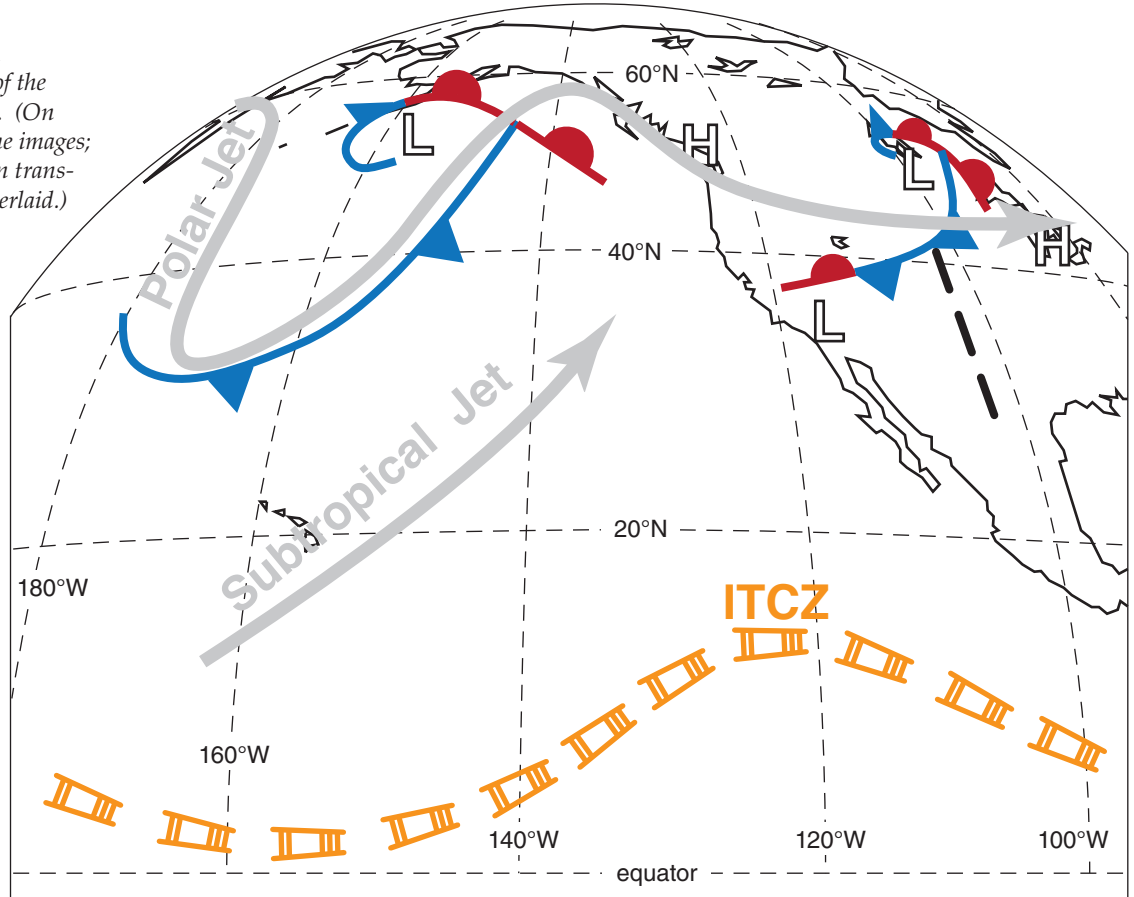 of the
. (On
e images;
n trans-
erlaid.)
60°N
Polar Jet
L
H
L
H
40°N
L
Subtropical Jet
20°N
180°W
ITCZ
160°W
140°W
120°W
100°W
equator